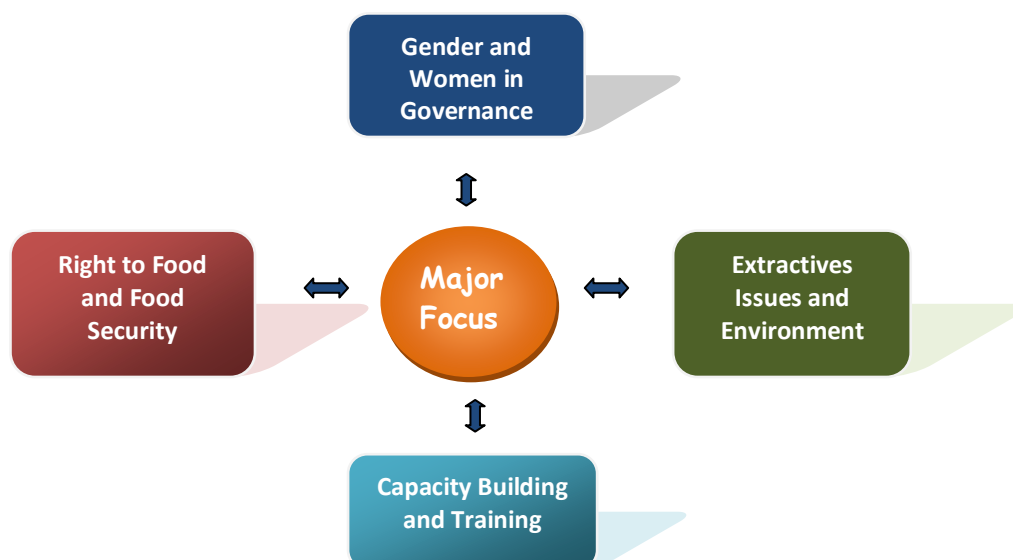 Gender and
Women in
Governance
Right to Food
and Food
Security
Major
Focus
Extractives
Issues and
Environment
Capacity Building
and Training